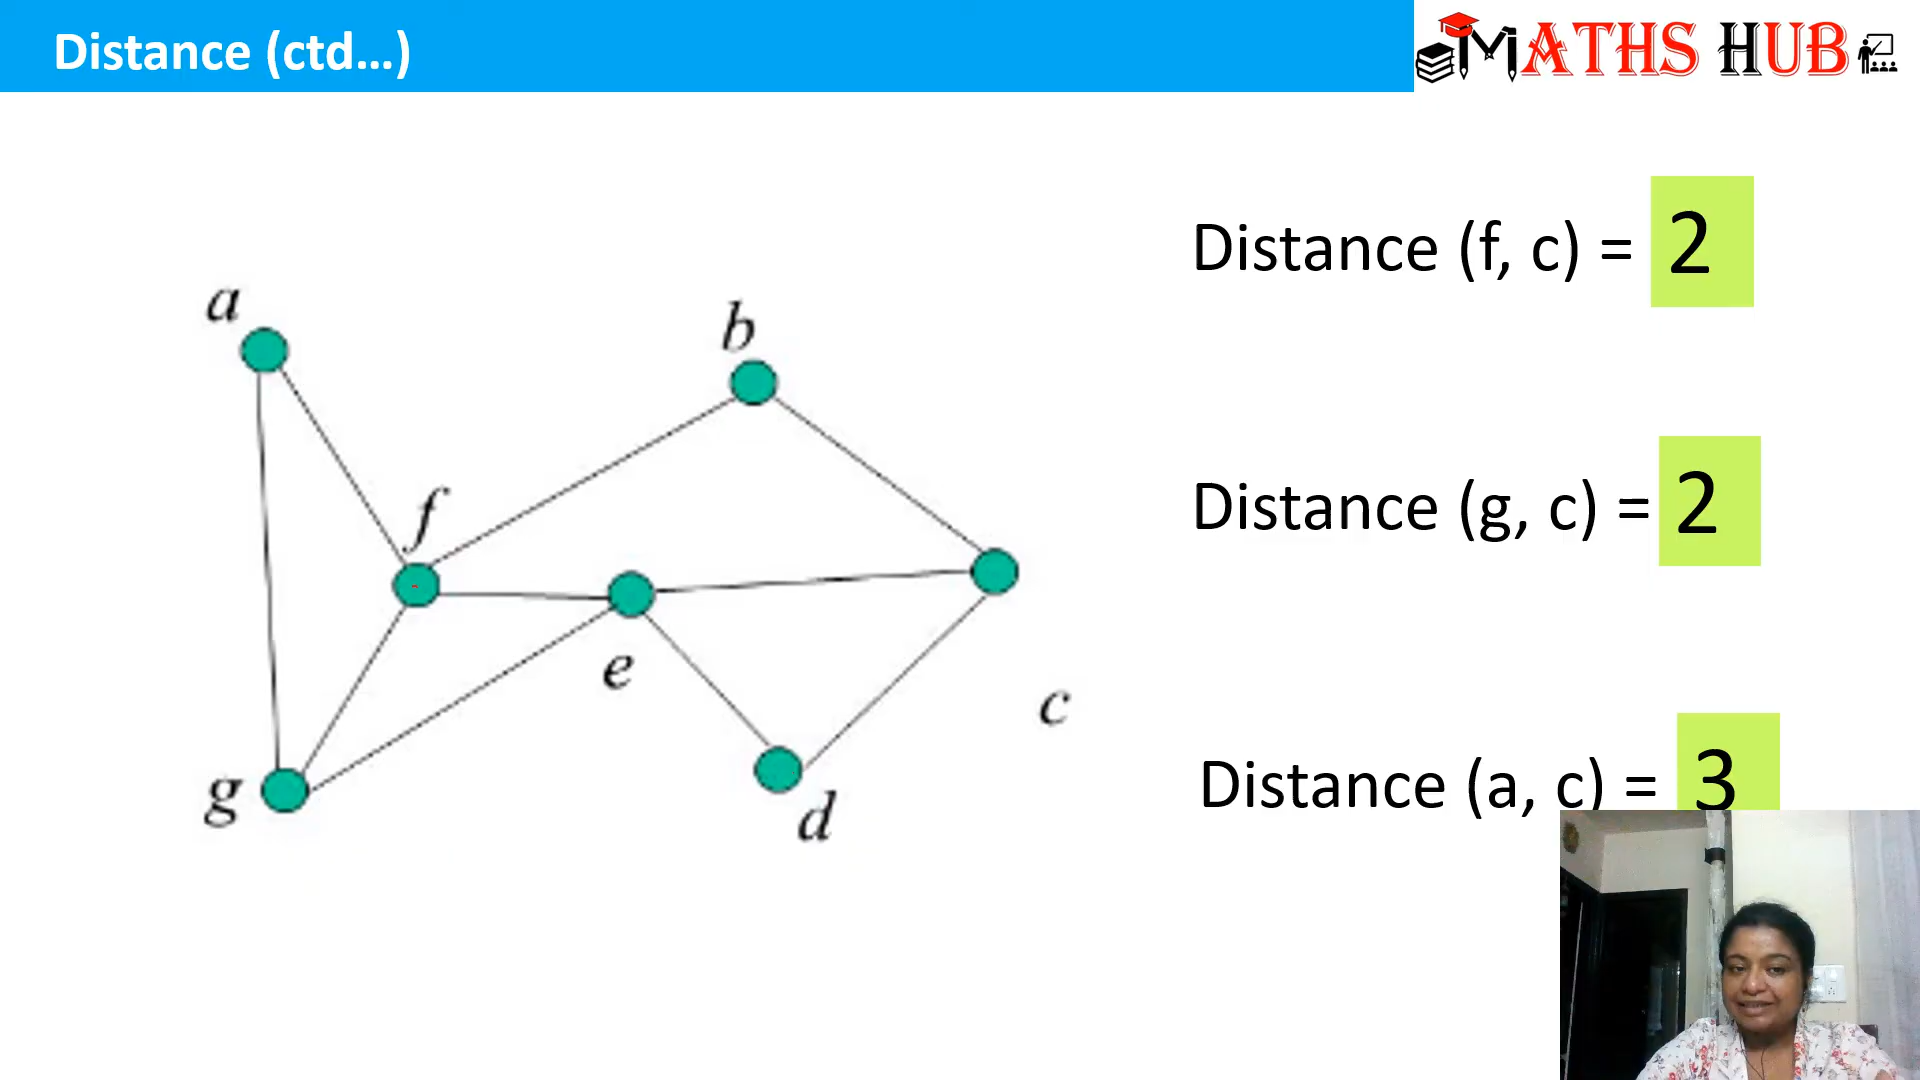 Distance (ctd...)
MATHS HUB
Distance (f, c) = 2
Distance (g, c) = 2
Distance (a, c) = 3
a
b
f
e
c
g
d